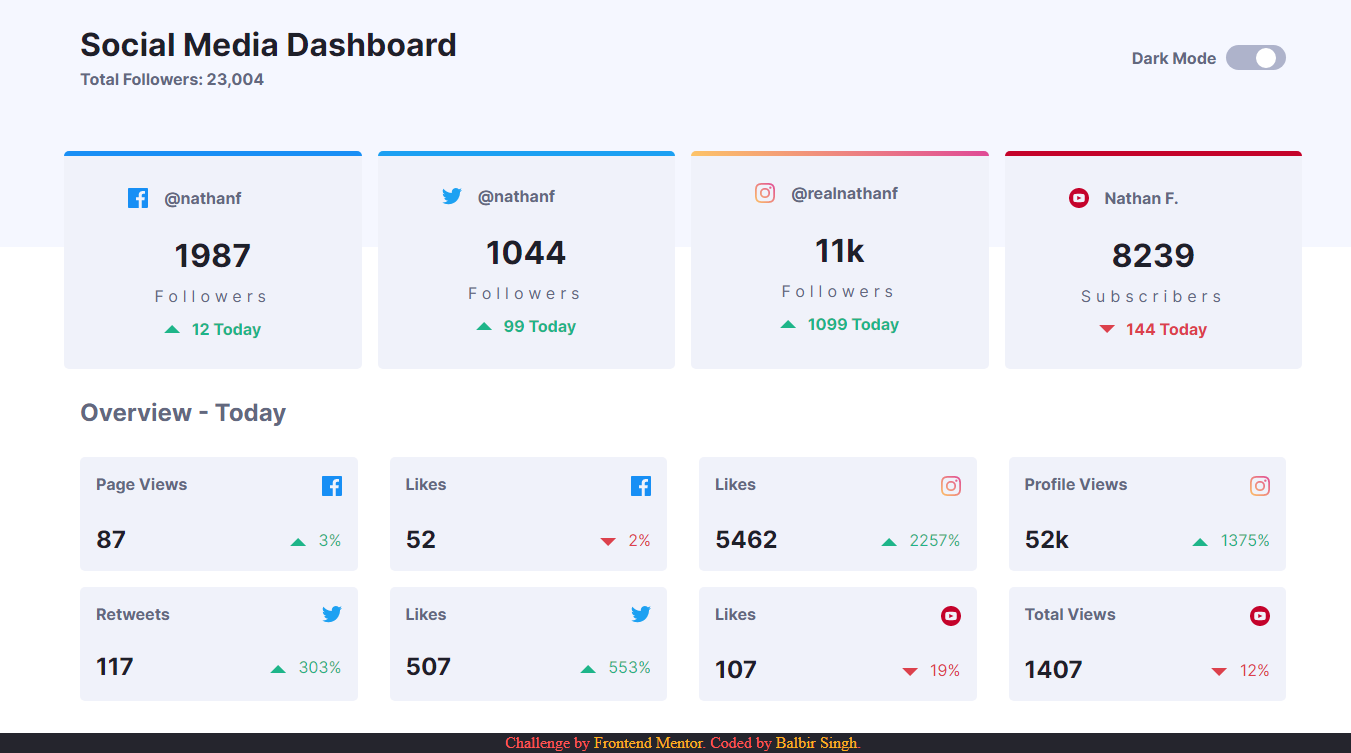 Social Media Dashboard
Total Followers: 23,004
Dark Mode
@nathanf
1987
Followers
12 Today
@nathanf
1044
Followers
99 Today
@realnathanf
11k
Followers
1099 Today
Nathan F.
8239
Subscribers
144 Today
Overview - Today
Page Views
87
3%
Likes
52
2%
Likes
5462
2257%
Profile Views
52k
1375%
Retweets
117
303%
Likes
507
553%
Likes
107
19%
Total Views
1407
12%
Challenge by Frontend Mentor. Coded by Balbir Singh.